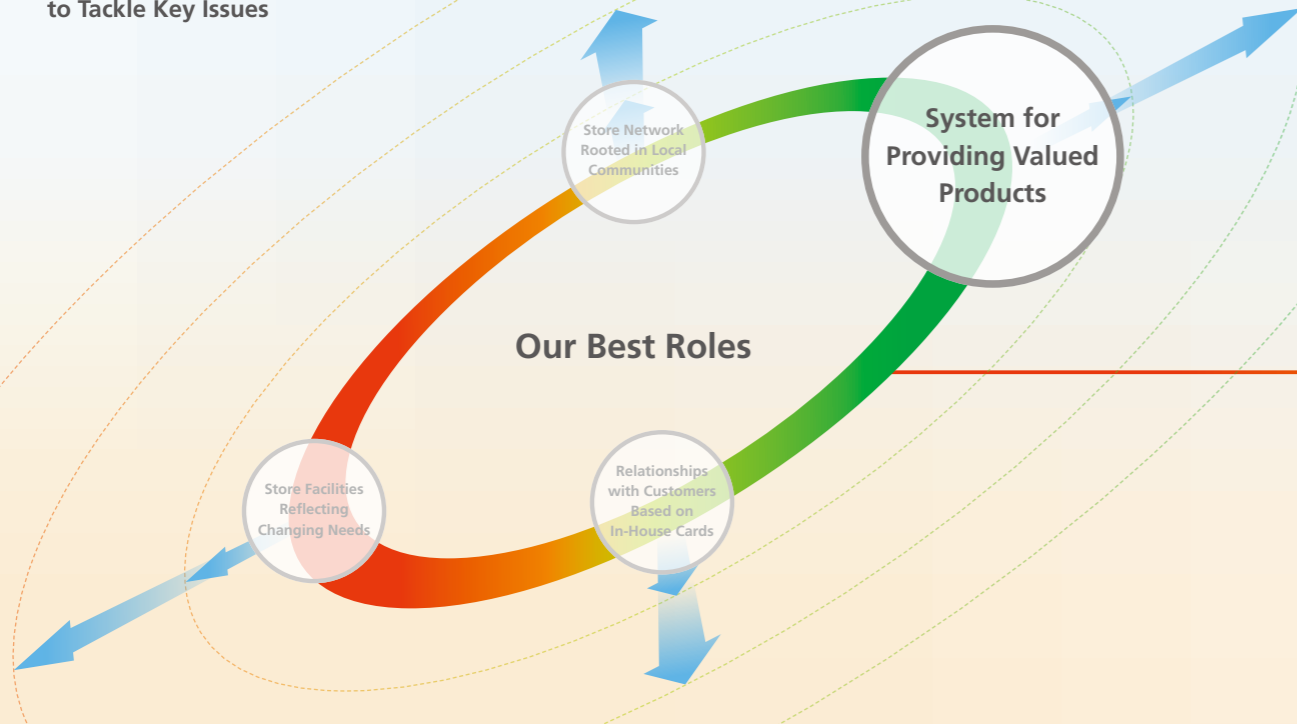 to Tackle Key Issues
Store Network
Rooted in Local
Communities
System for
Providing Valued
Products
Our Best Roles
Store Facilities
Reflecting
Changing Needs
Relationships
with Customers
Based on
In-House Cards